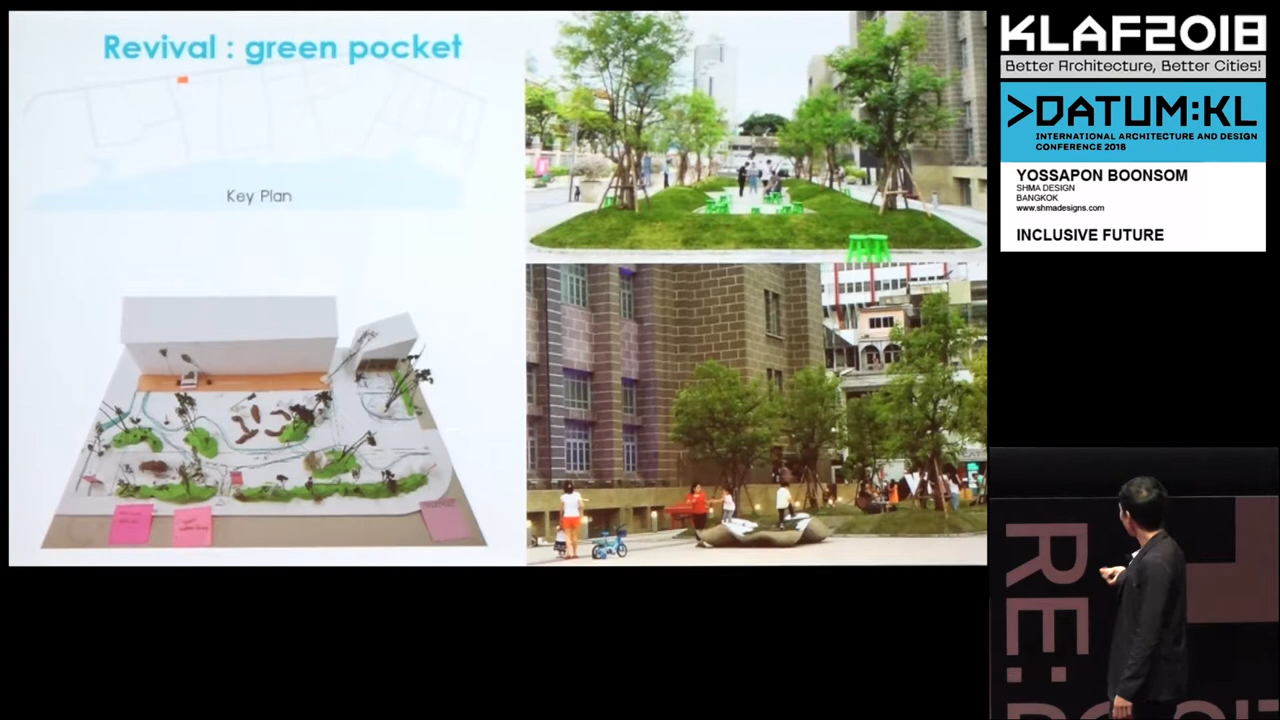 Revival : green pocket
Key Plan
KLAF2018
Better Architecture, Better Cities!
>DATUM:KL
INTERNATIONAL ARCHITECTURE AND DESIGN
CONFERENCE 2018
YOSSAPON BOONSOM
SHMA DESIGN
BANGKOK
www.shmadesigns.com
INCLUSIVE FUTURE
RE: